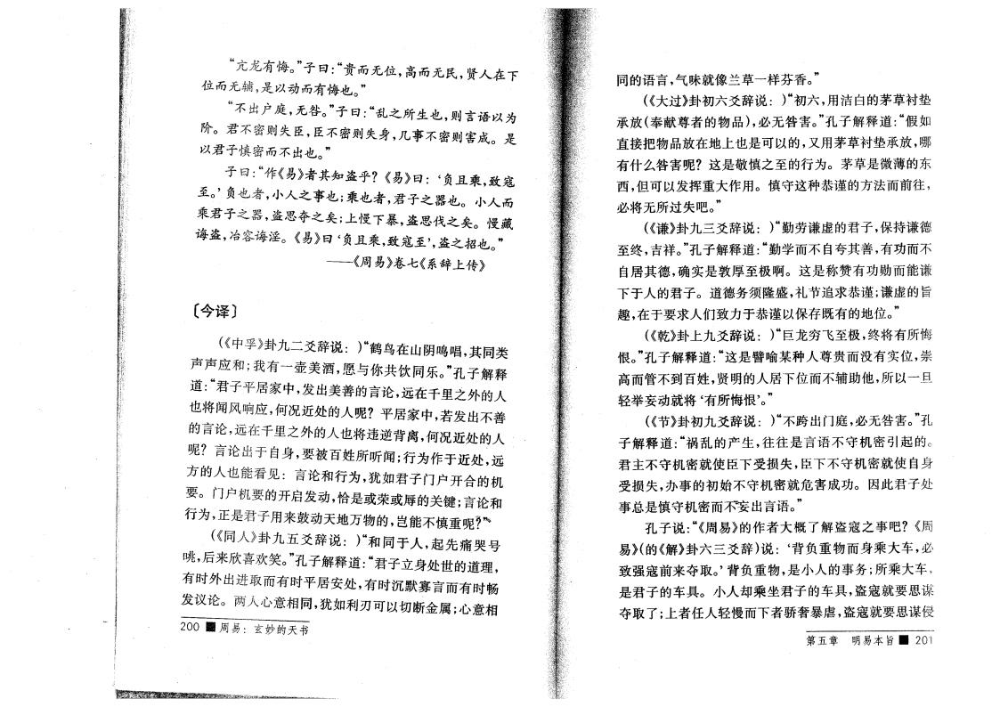 “亢龙有悔。”子曰：“贵而无位，高而无民，贤人在下
位而无辅，是以动而有悔也。”
“不出户庭，无咎。”子曰：“乱之所生也，则言语以为
阶。君不密则失臣，臣不密则失身，几事不密则害成。是
以君子慎密而不出也。”
子曰：“作《易》者其知盗乎？《易》曰：‘负且乘，致寇
至。’负也者，小人之事也；乘也者，君子之器也。小人而
乘君子之器，盗思夺之矣；上慢下暴，盗思伐之矣。慢藏
诲盗，冶容诲淫。《易》曰‘负且乘，致寇至’，盗之招也。”
——《周易》卷七《系辞上传》
〔今译〕
（《中孚》卦九二爻辞说：）“鹤鸟在山阴鸣唱，其同类
声声应和；我有一壶美酒，愿与你共饮同乐。”孔子解释
道：“君子平居家中，发出美善的言论，远在千里之外的人
也将闻风响应，何况近处的人呢？平居家中，若发出不善
的言论，远在千里之外的人也将违逆背离，何况近处的人
呢？言论出于自身，要被百姓所听闻；行为作于近处，远
方的人也能看见：言论和行为，犹如君子门户开合的机
要。门户机要的开启发动，恰是或荣或辱的关键；言论和
行为，正是君子用来鼓动天地万物的，岂能不慎重呢？”
（《同人》卦九五爻辞说：）“和同于人，起先痛哭号
咷，后来欣喜欢笑。”孔子解释道：“君子立身处世的道理，
有时外出进取而有时平居安处，有时沉默寡言而有时畅
发议论。两人心意相同，犹如利刃可以切断金属；心意相
200 ■ 周易：玄妙的天书
同的语言，气味就像兰草一样芬香。”
（《大过》卦初六爻辞说：）“初六，用洁白的茅草衬垫
承放（奉献尊者的物品），必无咎害。”孔子解释道：“假如
直接把物品放在地上也是可以的，又用茅草衬垫承放，哪
有什么咎害呢？这是敬慎之至的行为。茅草是微薄的东
西，但可以发挥重大作用。慎守这种恭谨的方法而前往，
必将无所过失吧。”
（《谦》卦九三爻辞说：）“勤劳谦虚的君子，保持谦德
至终，吉祥。”孔子解释道：“勤学而不自夸其善，有功而不
自居其德，确实是敦厚至极啊。这是称赞有功勋而能谦
下于人的君子。道德务须隆盛，礼节追求恭谨；谦虚的旨
趣，在于要求人们致力于恭谨以保存既有的地位。”
（《乾》卦上九爻辞说：）“巨龙穷飞至极，终将有所悔
恨。”孔子解释道：“这是譬喻某种人尊贵而没有实位，崇
高而管不到百姓，贤明的人居下位而不辅助他，所以一旦
轻举妄动就将‘有所悔恨’。”
（《节》卦初九爻辞说：）“不跨出门庭，必无咎害。”孔
子解释道：“祸乱的产生，往往是言语不守机密引起的。
君主不守机密就使臣下受损失，臣下不守机密就使自身
受损失，办事的初始不守机密就危害成功。因此君子处
事总是慎守机密而不妄出言语。”
孔子说：“《周易》的作者大概了解盗寇之事吧？《周
易》（的《解》卦六三爻辞）说：‘背负重物而身乘大车，必
致强寇前来夺取。’背负重物，是小人的事务；所乘大车，
是君子的车具。小人却乘坐君子的车具，盗寇就要思谋
夺取了；上者任人轻慢而下者骄奢暴虐，盗寇就要思谋侵
第五章 明易本旨 ■ 201